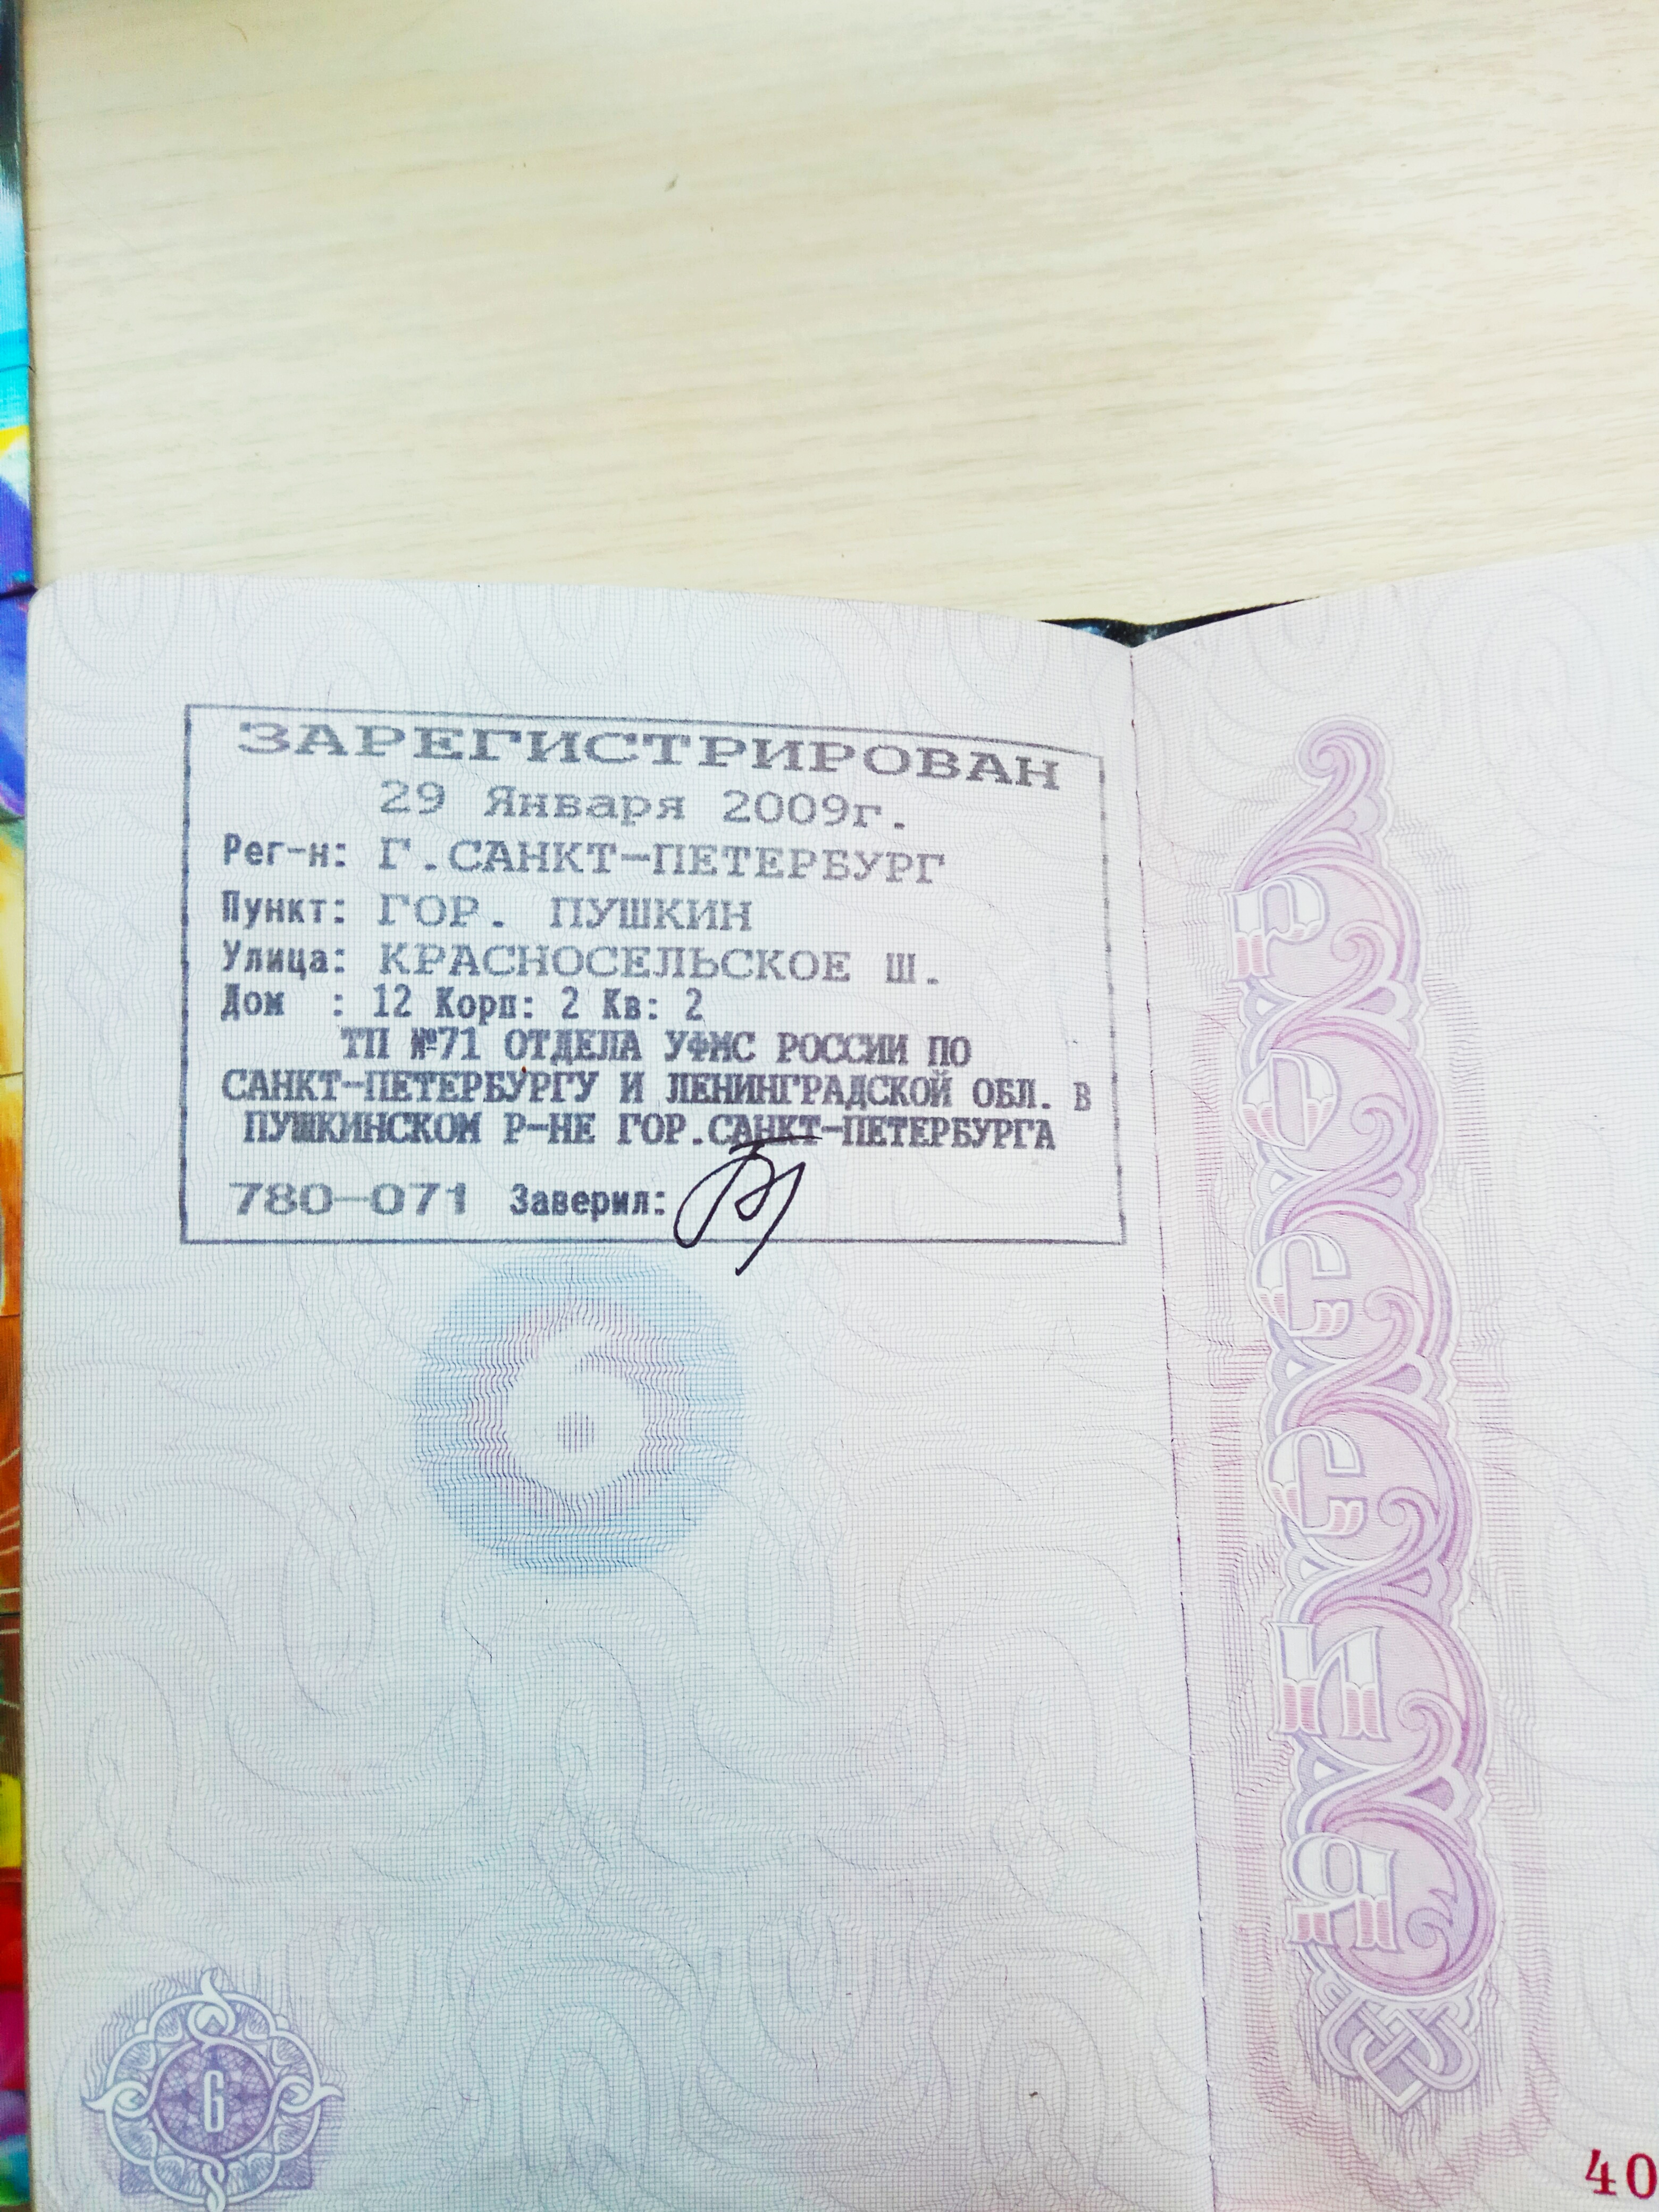 ЗАРЕГИСТРИРОВАН
29 Января 2009г.
Рег-н: Г.САНКТ-ПЕТЕРБУРГ
Пункт: ГОР. ПУШКИН
Улица: КРАСНОСЕЛЬСКОЕ Ш.
Дом : 12 Корп: 2 Кв: 2
ТП №71 ОТДЕЛА УФМС РОССИИ ПО
САНКТ-ПЕТЕРБУРГУ И ЛЕНИНГРАДСКОЙ ОБЛ. В
ПУШКИНСКОМ Р-НЕ ГОР.САНКТ-ПЕТЕРБУРГА
780-071 Заверил:
6
6
РОССИЯ
40